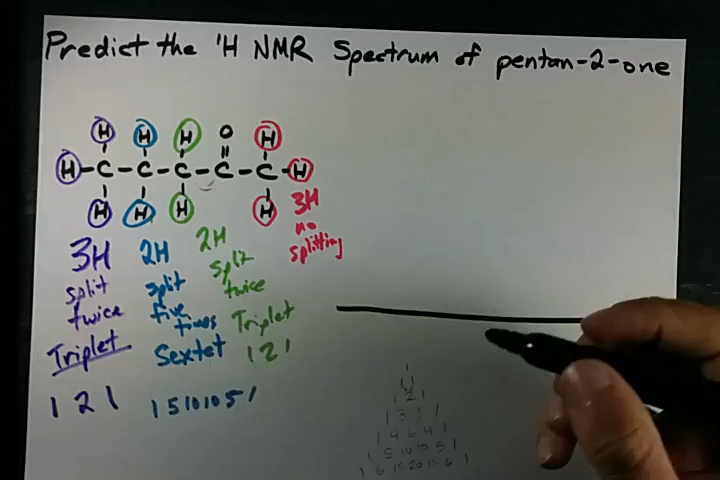 Predict the ¹H NMR Spectrum of pentan-2-one
H H H O H
H-C-C-C-C-C-H
H H H H
3H 2H 2H 3H
no
splitting
split split split
twice five times twice
Triplet Sextet Triplet
1 2 1
1 2 1 1 5 10 10 5 1
1
1 1
1 2 1
1 3 3 1
1 4 6 4 1
1 5 10 10 5 1
1 6 15 20 15 6 1